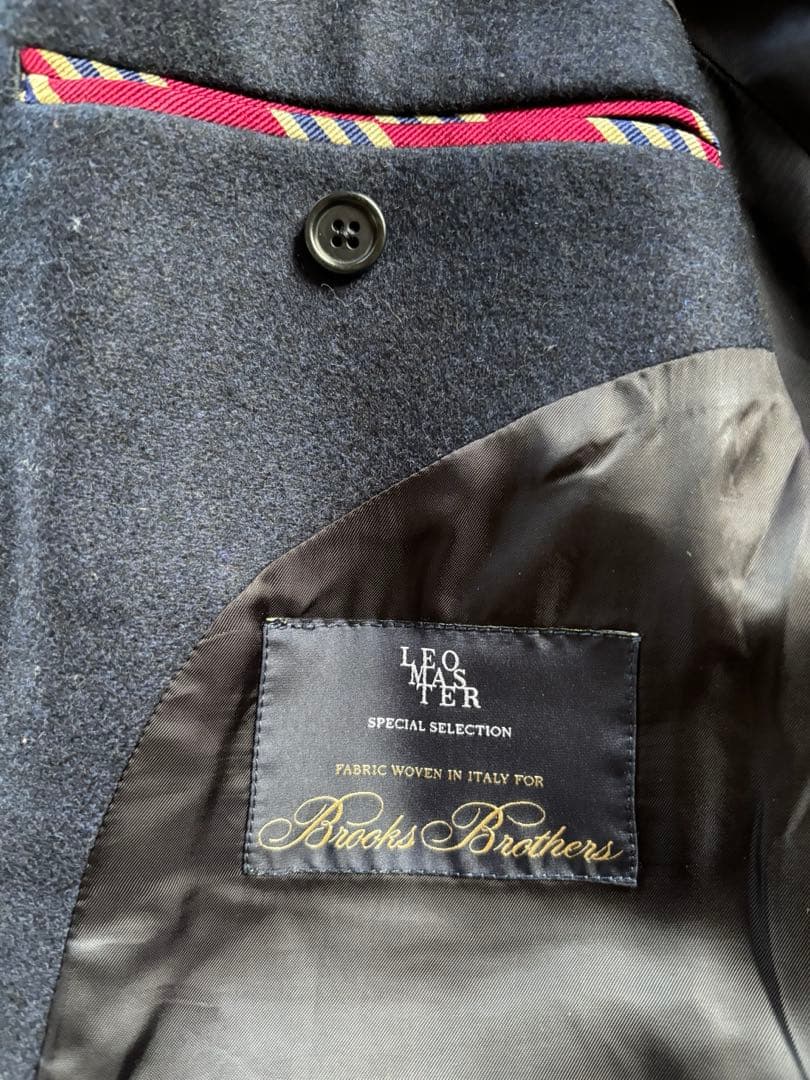 LEO
MAS
TER
SPECIAL SELECTION
FABRIC WOVEN IN ITALY FOR
Brooks Brothers